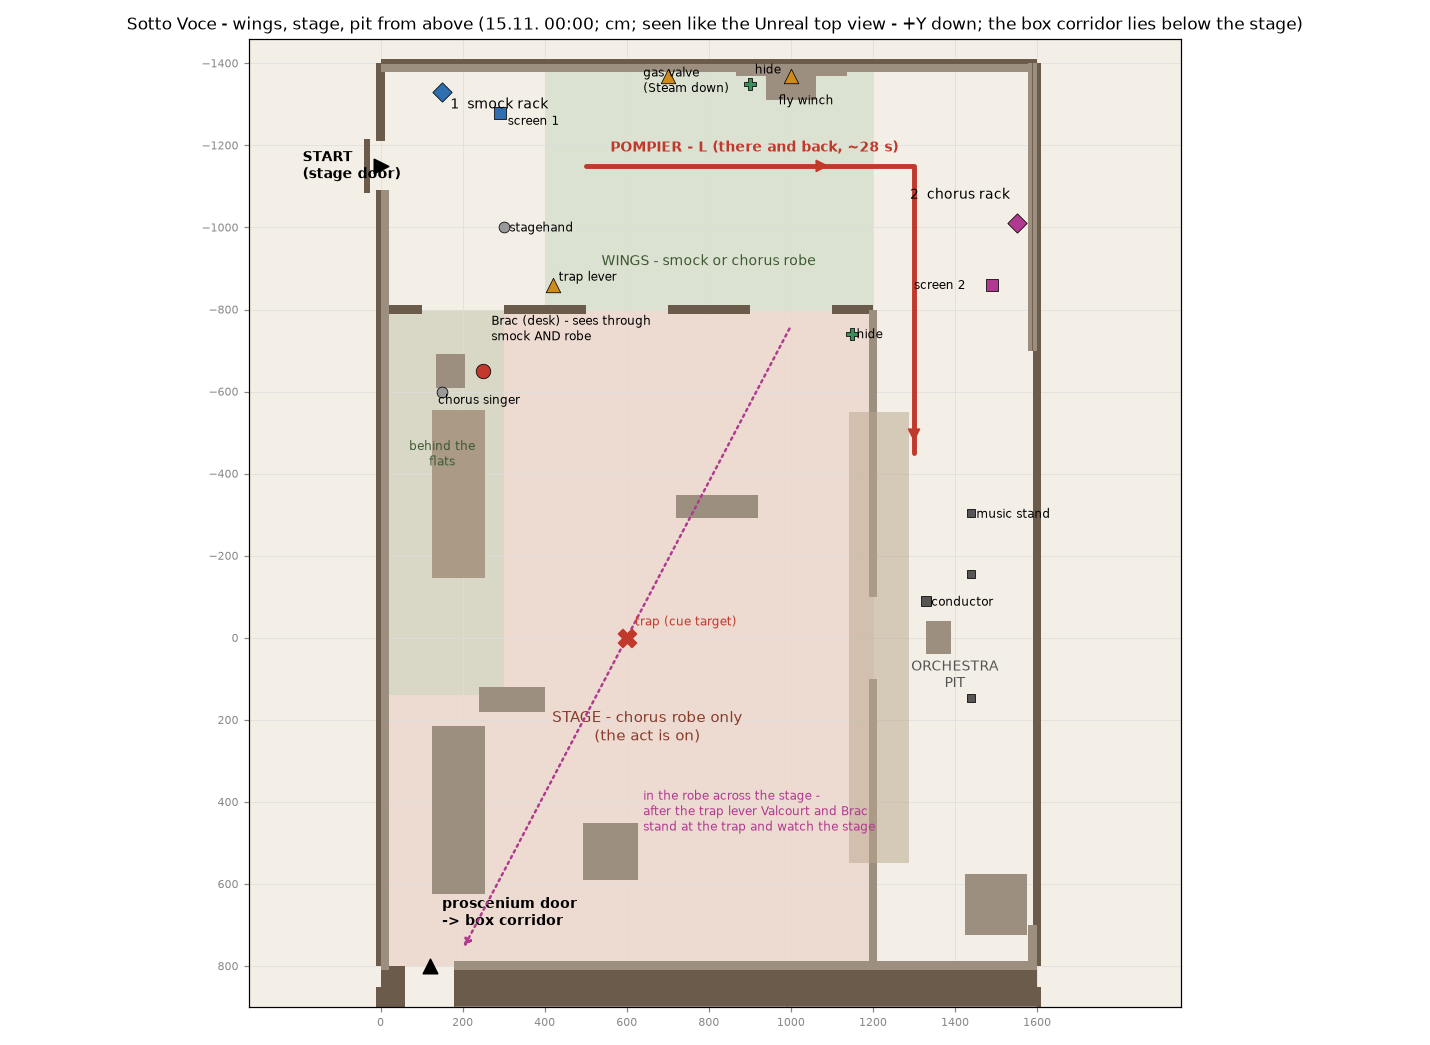 Sotto Voce - wings, stage, pit from above (15.11. 00:00; cm; seen like the Unreal top view - +Y down; the box corridor lies below the stage)
−1400
gas valve
(Steam down)
hide
fly winch
1  smock rack
screen 1
−1200
START
(stage door)
POMPIER - L (there and back, ~28 s)
2  chorus rack
−1000
stagehand
WINGS - smock or chorus robe
trap lever
screen 2
−800
Brac (desk) - sees through
smock AND robe
hide
−600
chorus singer
behind the
flats
−400
music stand
−200
conductor
trap (cue target)
0
ORCHESTRA
PIT
200
STAGE - chorus robe only
(the act is on)
400
in the robe across the stage -
after the trap lever Valcourt and Brac
stand at the trap and watch the stage
600
proscenium door
-> box corridor
800
0
200
400
600
800
1000
1200
1400
1600